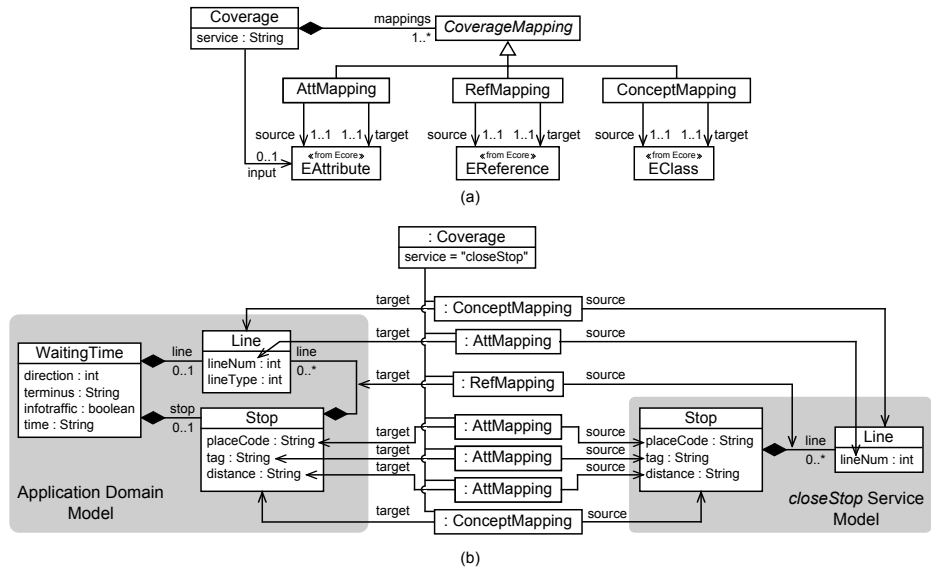 Coverage
service : String
mappings
1..*
CoverageMapping
AttMapping
RefMapping
ConceptMapping
source 1..1 1..1 target
source 1..1 1..1 target
source 1..1 1..1 target
0..1
input
«from Ecore»
EAttribute
«from Ecore»
EReference
«from Ecore»
EClass
(a)
: Coverage
service = "closeStop"
target : ConceptMapping source
target : AttMapping source
target : RefMapping source
target : AttMapping source
target : AttMapping source
target : AttMapping source
target : ConceptMapping source
WaitingTime
direction : int
terminus : String
infotraffic : boolean
time : String
line
0..1
stop
0..1
Line
lineNum : int
lineType : int
line
0..*
Stop
placeCode : String
tag : String
distance : String
Application Domain
Model
Stop
placeCode : String
tag : String
distance : String
line
0..*
Line
lineNum : int
closeStop Service
Model
(b)